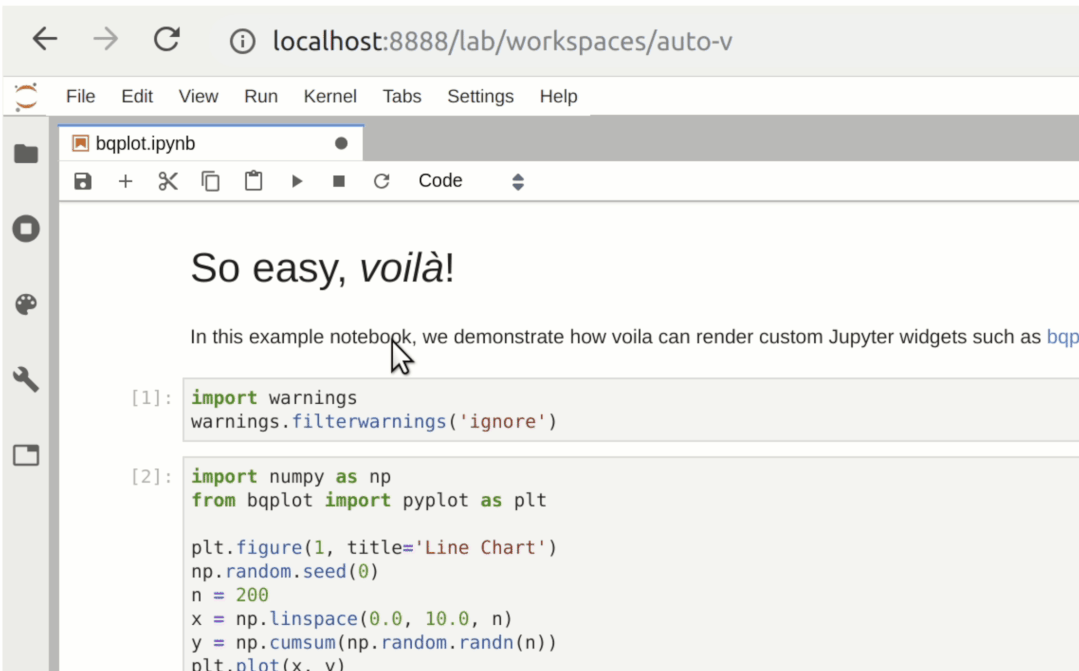 localhost:8888/lab/workspaces/auto-v
File Edit View Run Kernel Tabs Settings Help
bqplot.ipynb
Code
So easy, voilà!
In this example notebook, we demonstrate how voila can render custom Jupyter widgets such as bqp
[1]: import warnings
warnings.filterwarnings('ignore')
[2]: import numpy as np
from bqplot import pyplot as plt
plt.figure(1, title='Line Chart')
np.random.seed(0)
n = 200
x = np.linspace(0.0, 10.0, n)
y = np.cumsum(np.random.randn(n))
plt.plot(x, y)